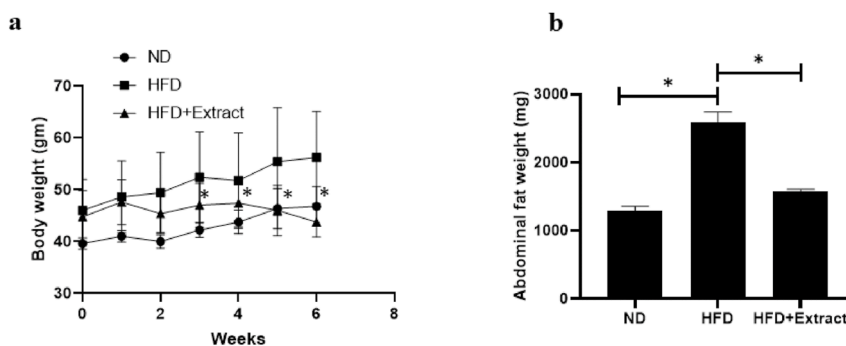 a
ND
HFD
HFD+Extract
Body weight (gm)
70
60
50
40
30
* * * *
0 2 4 6 8
Weeks
b
* *
Abdominal fat weight (mg)
3000
2000
1000
0
ND HFD HFD+Extract